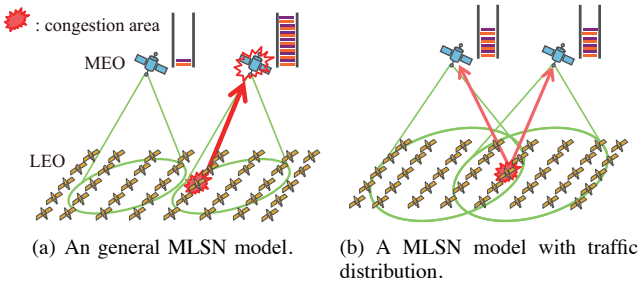 : congestion area
MEO
LEO
(a) An general MLSN model.
(b) A MLSN model with traffic
distribution.